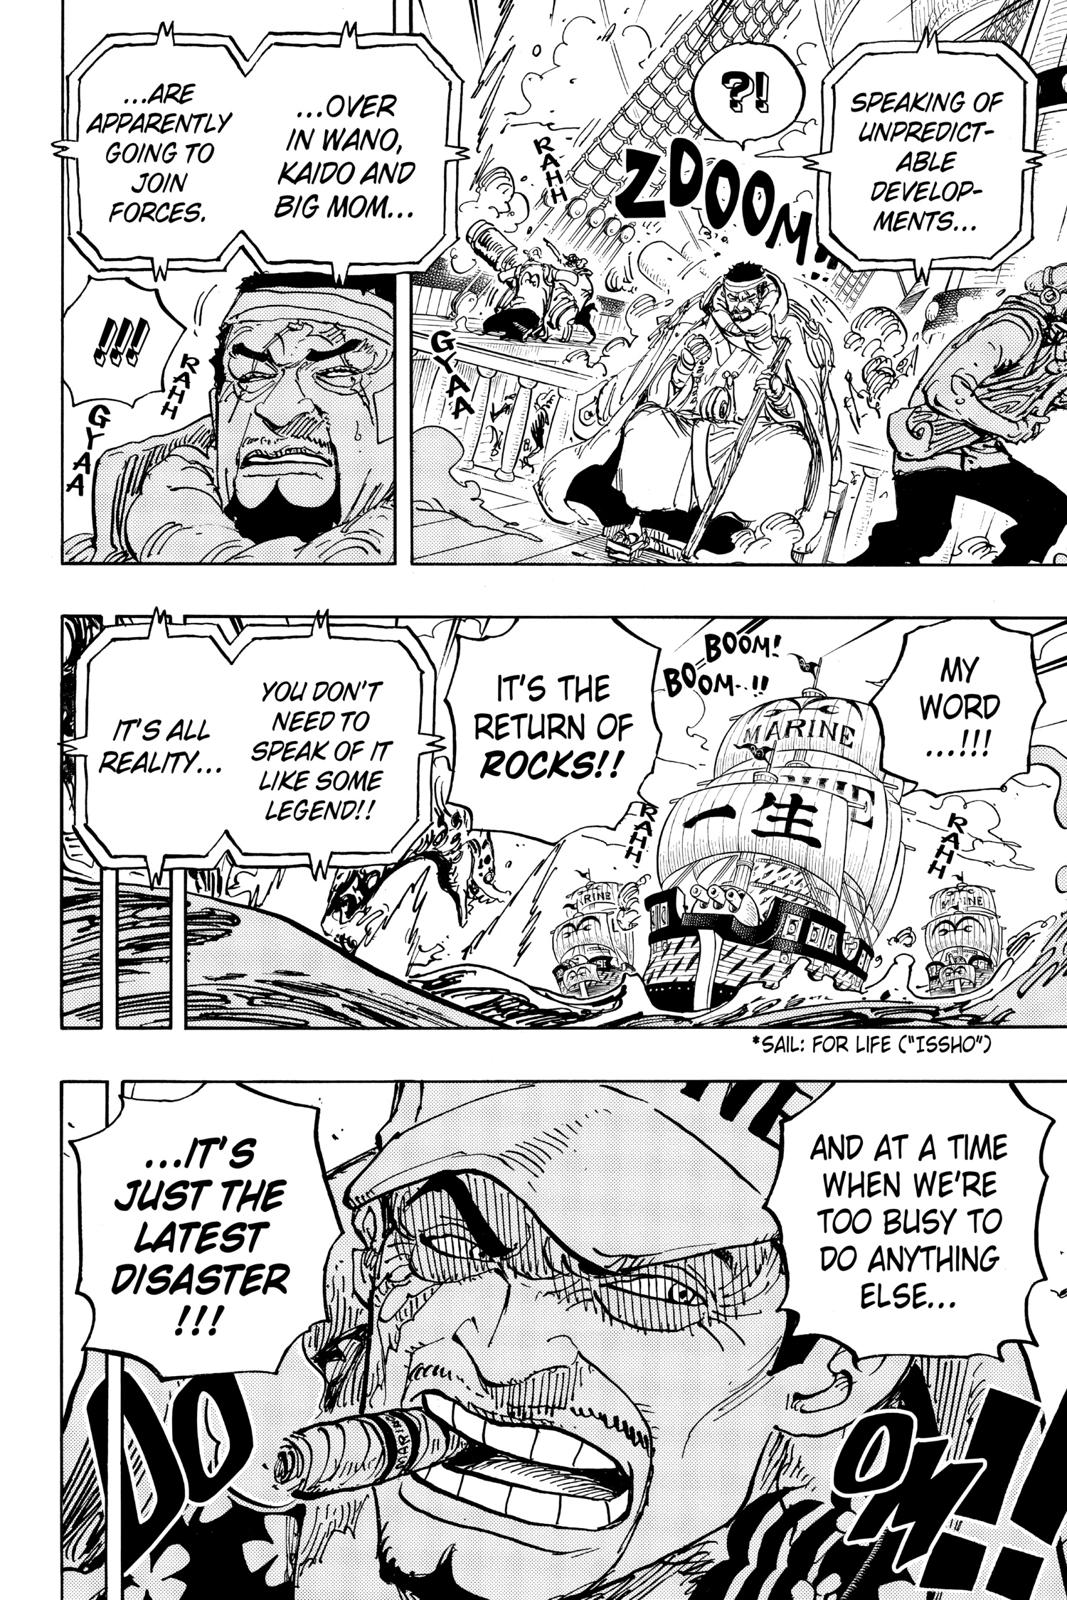 SPEAKING OF
UNPREDICT-
ABLE
DEVELOP-
MENTS...
?!
ZDOOM!!
RAHH
GYAA
...OVER
IN WANO,
KAIDO AND
BIG MOM...
...ARE
APPARENTLY
GOING TO
JOIN
FORCES.
!!!
RAHH
GYAA
MY
WORD
...!!!
BOOM!
BOOM..!!
MARINE
一生
RAHH
RAHH
MARINE
IT'S THE
RETURN OF
ROCKS!!
YOU DON'T
NEED TO
SPEAK OF IT
LIKE SOME
LEGEND!!
IT'S ALL
REALITY...
*SAIL: FOR LIFE ("ISSHO")
AND AT A TIME
WHEN WE'RE
TOO BUSY TO
DO ANYTHING
ELSE...
...IT'S
JUST THE
LATEST
DISASTER
!!!
DOOM!!